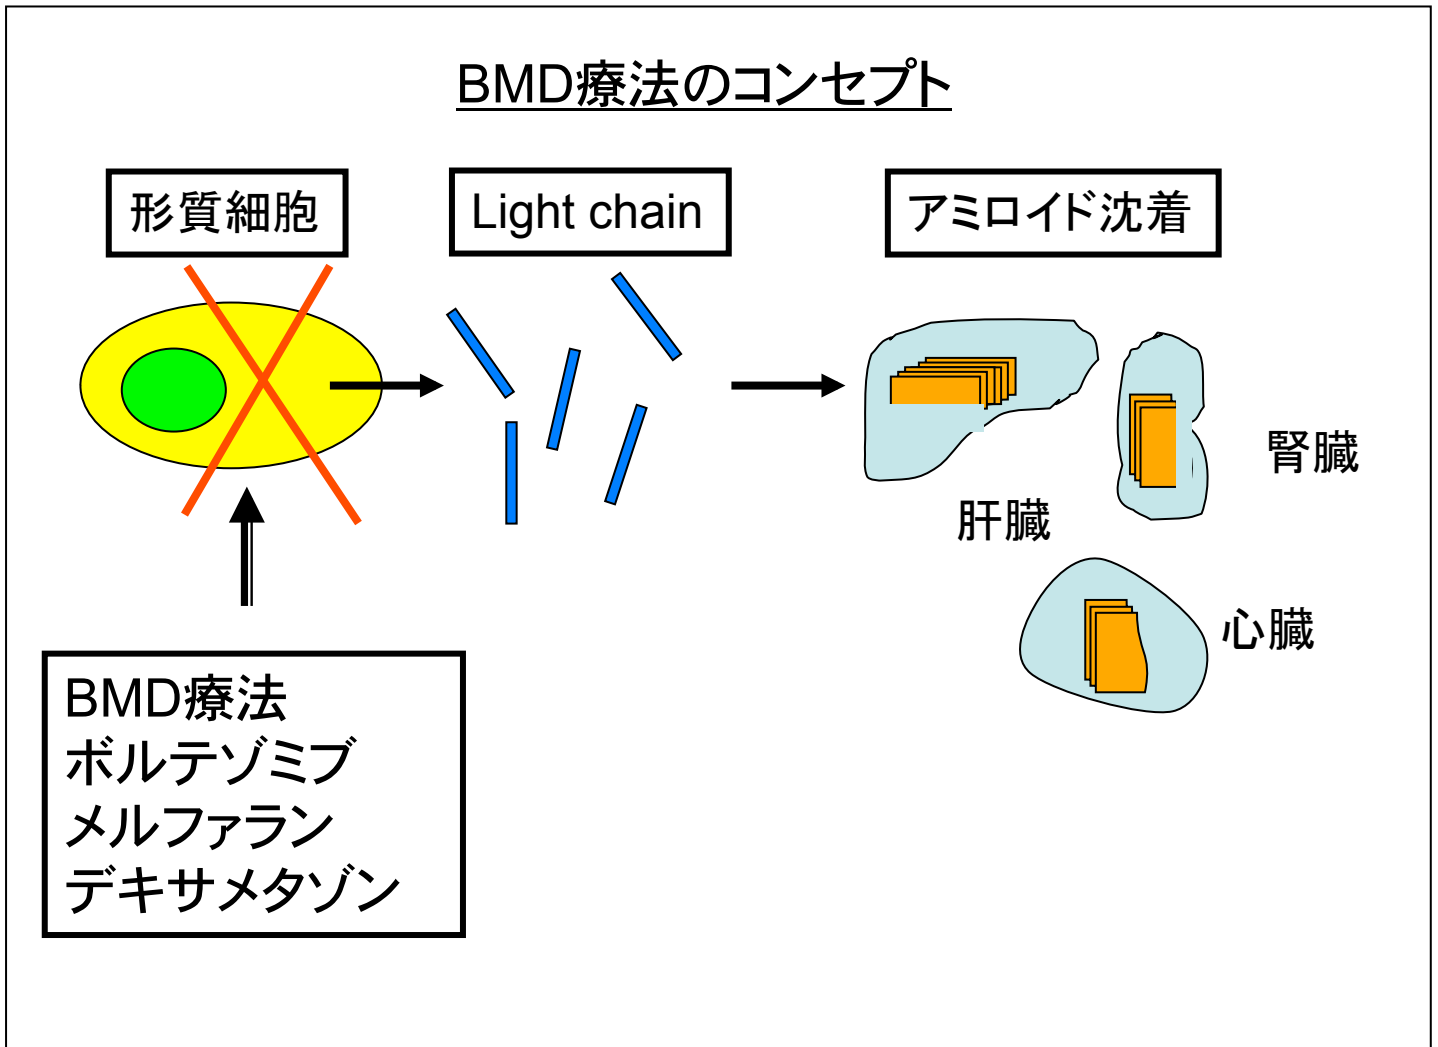 BMD療法のコンセプト
形質細胞
Light chain
アミロイド沈着
腎臓
肝臓
心臓
BMD療法
ボルテゾミブ
メルファラン
デキサメタゾン